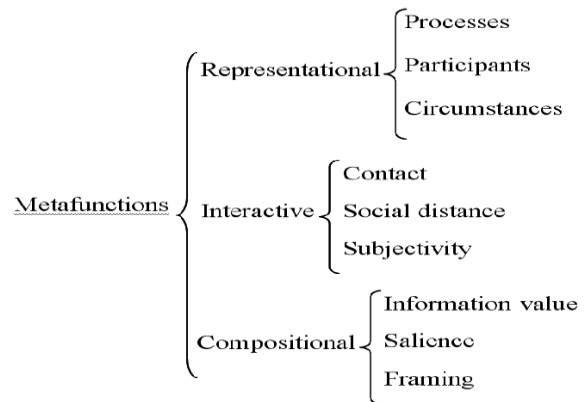 Metafunctions
Representational
Processes
Participants
Circumstances
Interactive
Contact
Social distance
Subjectivity
Compositional
Information value
Salience
Framing